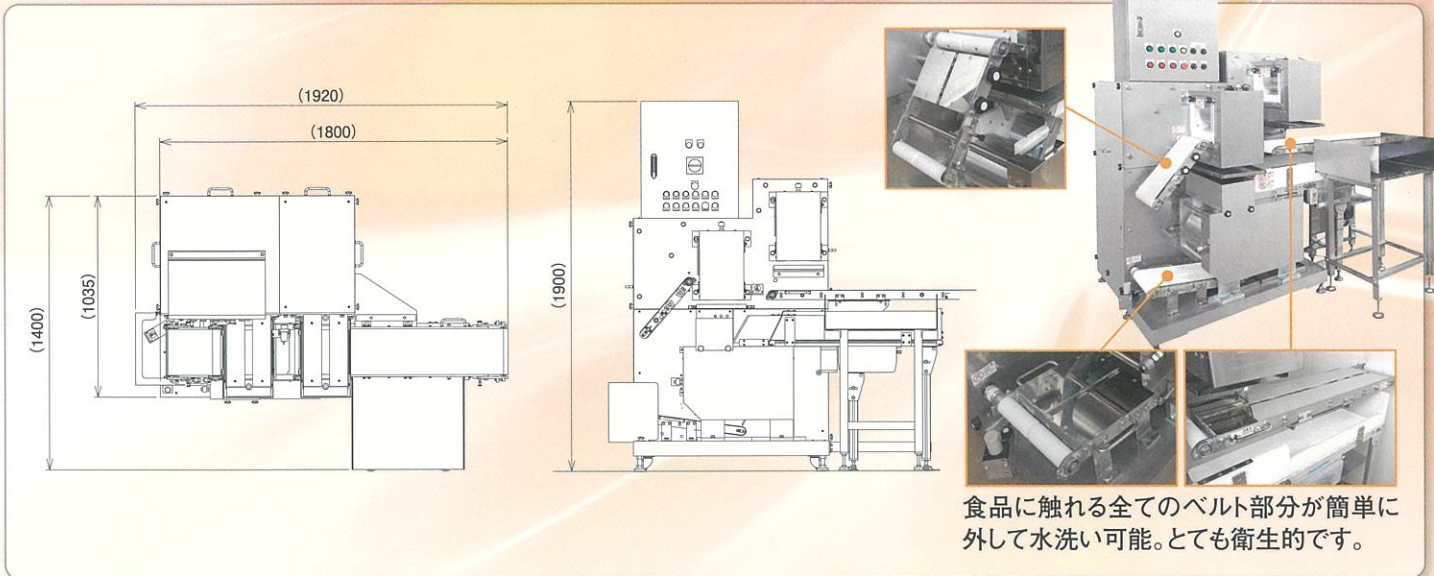 (1920)
(1800)
(1400)
(1035)
(1900)
食品に触れる全てのベルト部分が簡単に
外して水洗い可能。とても衛生的です。